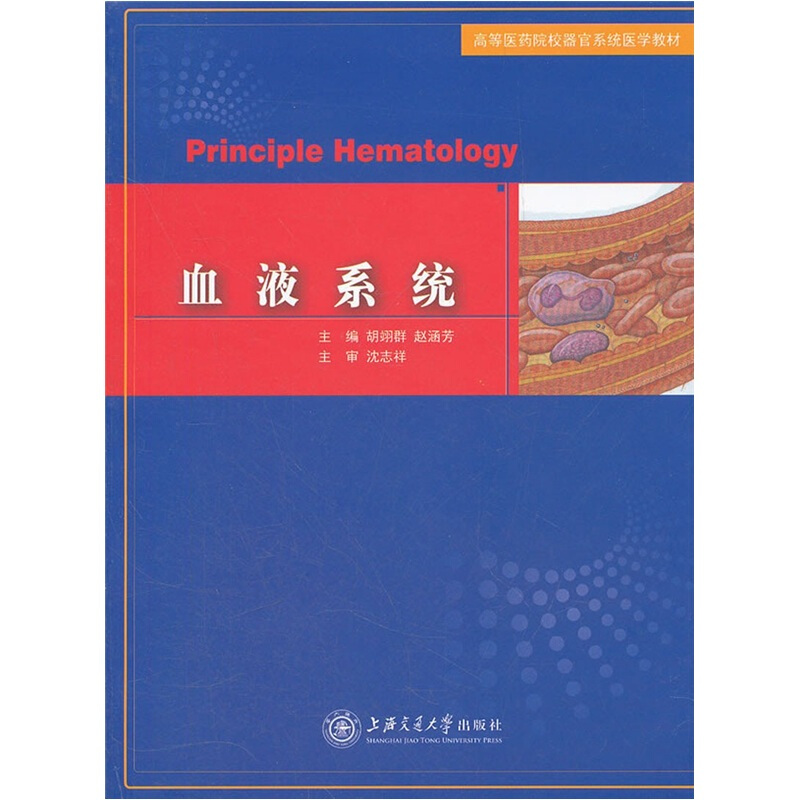 高等医药院校器官系统医学教材
Principle Hematology
血液系统
主 编 胡翊群 赵涵芳
主 审 沈志祥
上海交通大学出版社
SHANGHAI JIAO TONG UNIVERSITY PRESS